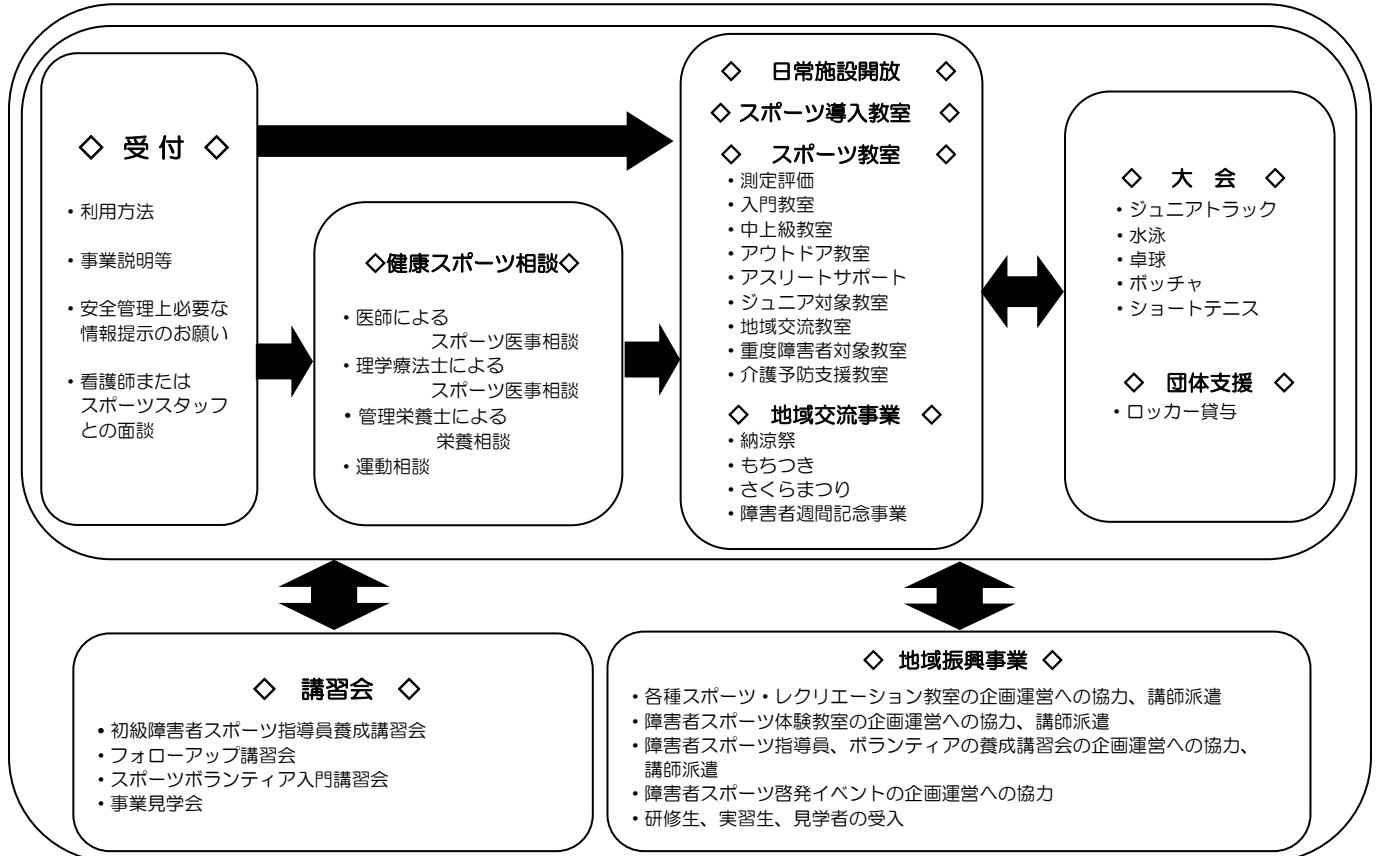 ◇ 受 付 ◇
・利用方法
・事業説明等
・安全管理上必要な
情報提示のお願い
・看護師または
スポーツスタッフ
との面談
◇健康スポーツ相談◇
・医師による
スポーツ医事相談
・理学療法士による
スポーツ医事相談
・管理栄養士による
栄養相談
・運動相談
◇ 日常施設開放 ◇
◇ スポーツ導入教室 ◇
◇ スポーツ教室 ◇
・測定評価
・入門教室
・中上級教室
・アウトドア教室
・アスリートサポート
・ジュニア対象教室
・地域交流教室
・重度障害者対象教室
・介護予防支援教室
◇ 地域交流事業 ◇
・納涼祭
・もちつき
・さくらまつり
・障害者週間記念事業
◇ 大 会 ◇
・ジュニアトラック
・水泳
・卓球
・ボッチャ
・ショートテニス
◇ 団体支援 ◇
・ロッカー貸与
◇ 講習会 ◇
・初級障害者スポーツ指導員養成講習会
・フォローアップ講習会
・スポーツボランティア入門講習会
・事業見学会
◇ 地域振興事業 ◇
・各種スポーツ・レクリエーション教室の企画運営への協力、講師派遣
・障害者スポーツ体験教室の企画運営への協力、講師派遣
・障害者スポーツ指導員、ボランティアの養成講習会の企画運営への協力、
講師派遣
・障害者スポーツ啓発イベントの企画運営への協力
・研修生、実習生、見学者の受入